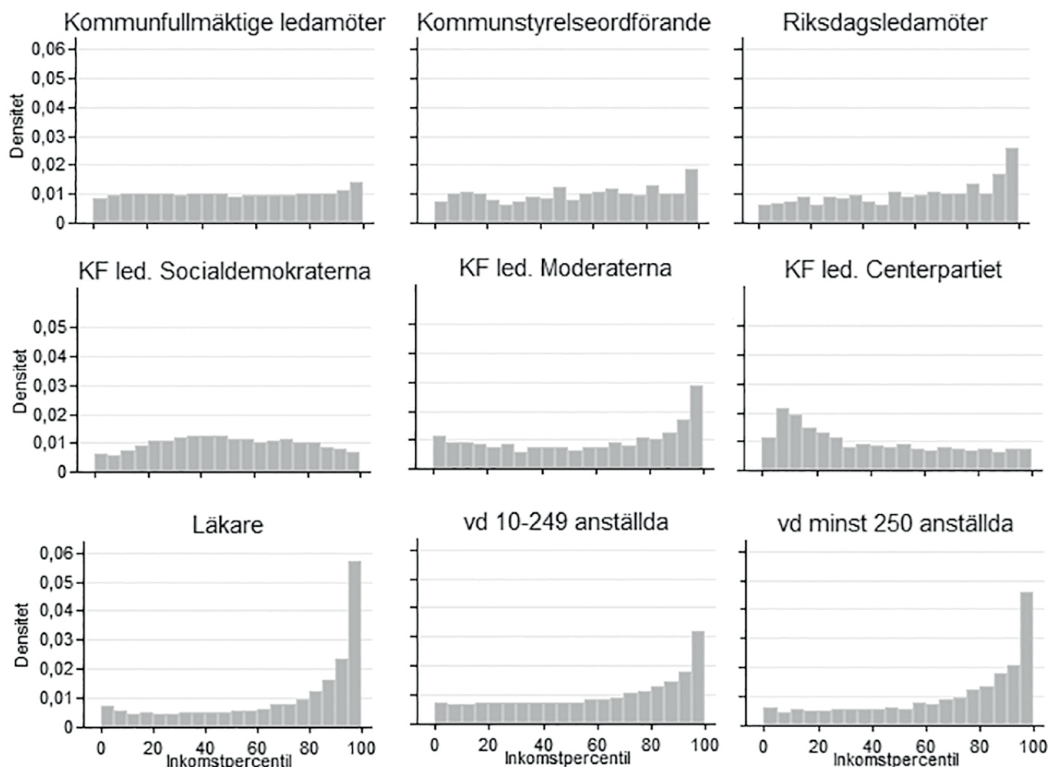 Kommunfullmäktige ledamöter
Kommunstyrelseordförande
Riksdagsledamöter
Densitet
0,06
0,05
0,04
0,03
0,02
0,01
0
KF led. Socialdemokraterna
KF led. Moderaterna
KF led. Centerpartiet
Densitet
0,05
0,04
0,03
0,02
0,01
0
Läkare
vd 10-249 anställda
vd minst 250 anställda
Densitet
0,06
0,05
0,04
0,03
0,02
0,01
0
0 20 40 60 80 100
0 20 40 60 80 100
0 20 40 60 80 100
Inkomstpercentil
Inkomstpercentil
Inkomstpercentil